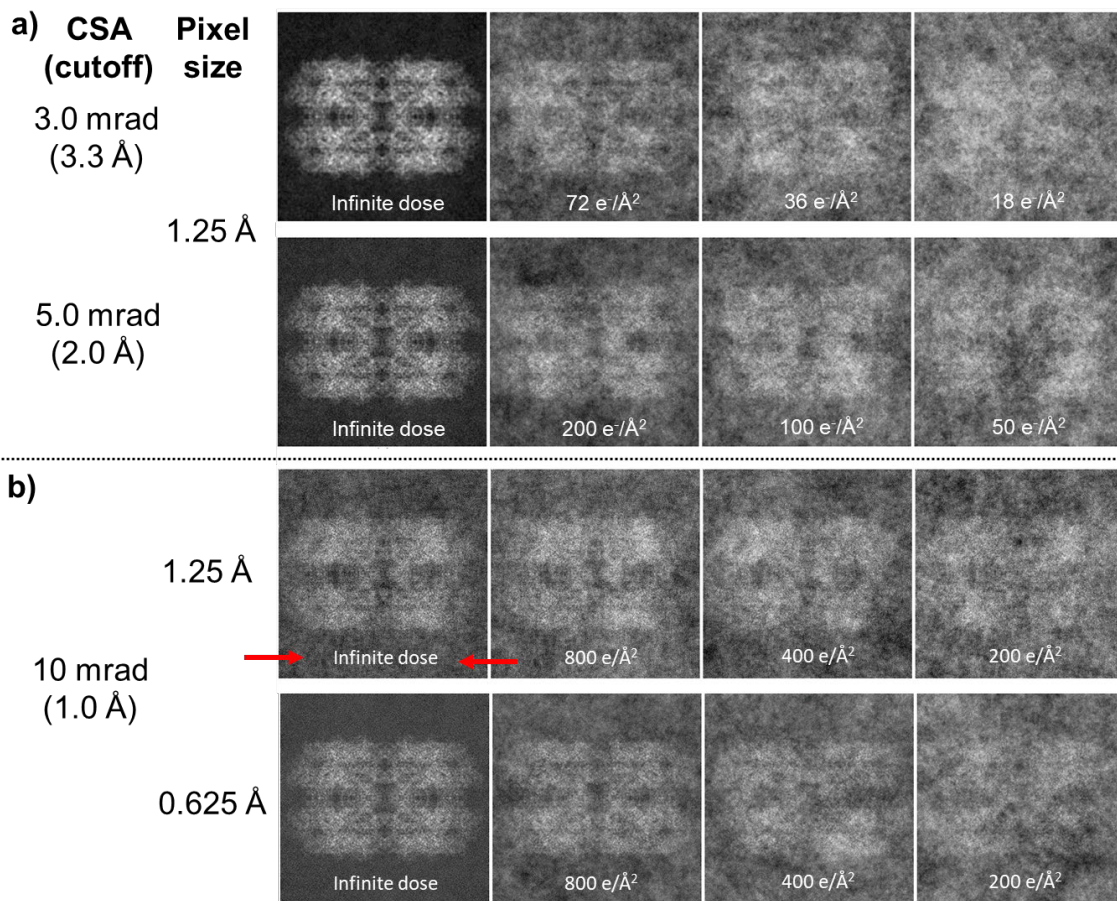 a) CSA Pixel
(cutoff) size
3.0 mrad
(3.3 Å)
Infinite dose 72 e⁻/Å² 36 e⁻/Å² 18 e⁻/Å²
1.25 Å
5.0 mrad
(2.0 Å)
Infinite dose 200 e⁻/Å² 100 e⁻/Å² 50 e⁻/Å²
b)
1.25 Å
Infinite dose 800 e/Å² 400 e/Å² 200 e/Å²
10 mrad
(1.0 Å)
0.625 Å
Infinite dose 800 e/Å² 400 e/Å² 200 e/Å²